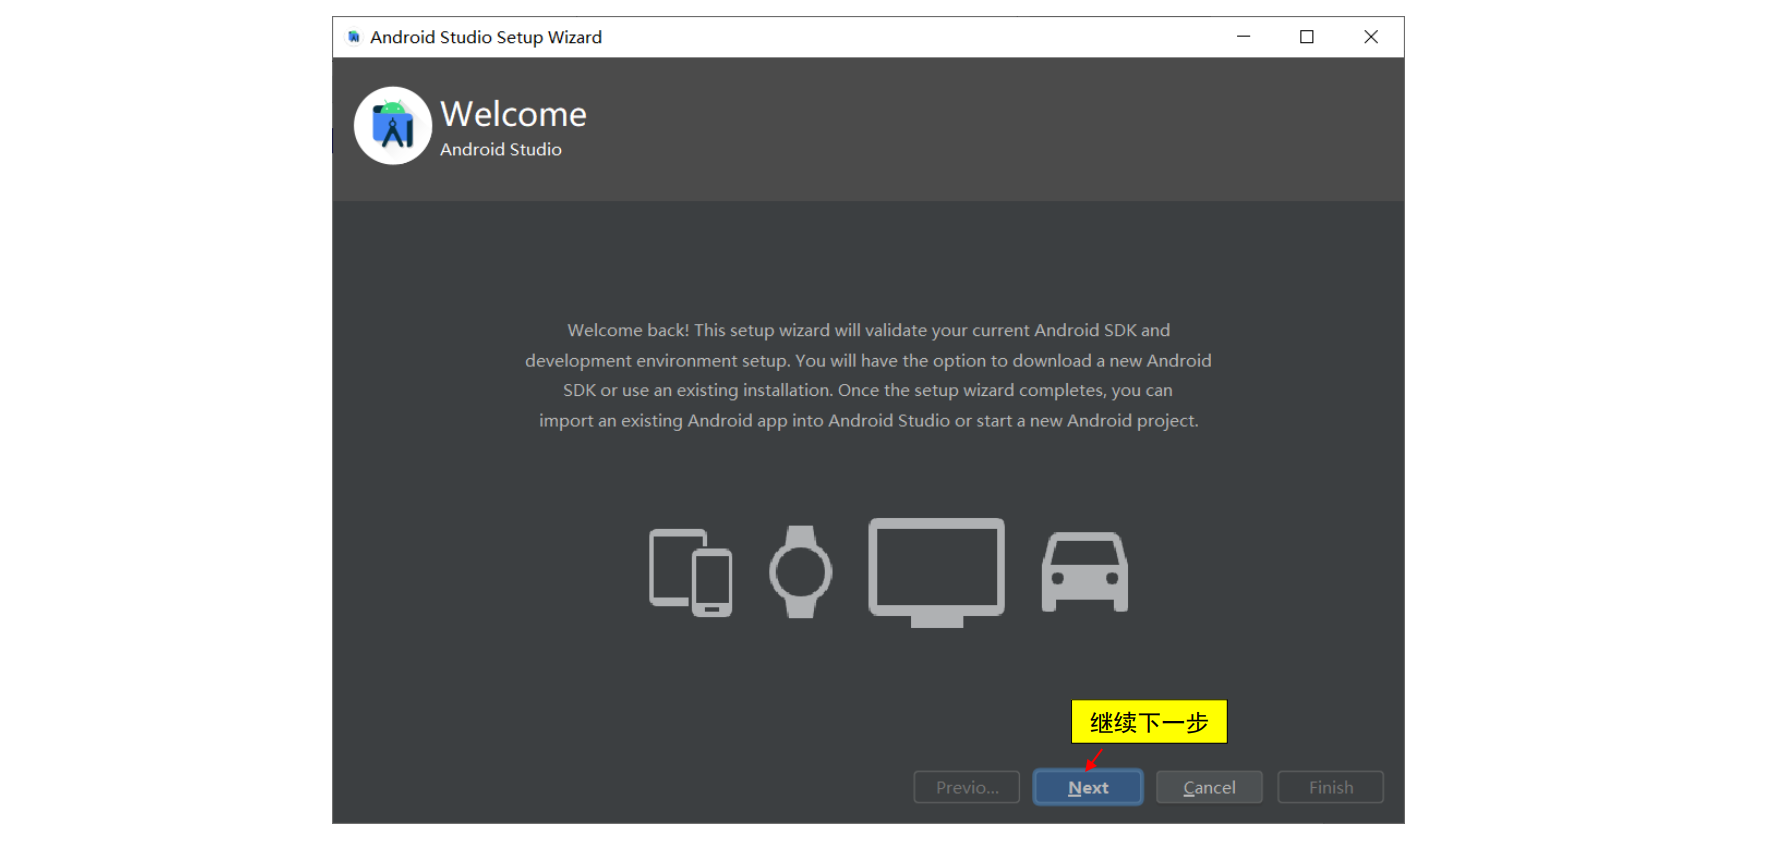 Android Studio Setup Wizard
Welcome
Android Studio
Welcome back! This setup wizard will validate your current Android SDK and
development environment setup. You will have the option to download a new Android
SDK or use an existing installation. Once the setup wizard completes, you can
import an existing Android app into Android Studio or start a new Android project.
继续下一步
Previo... Next Cancel Finish